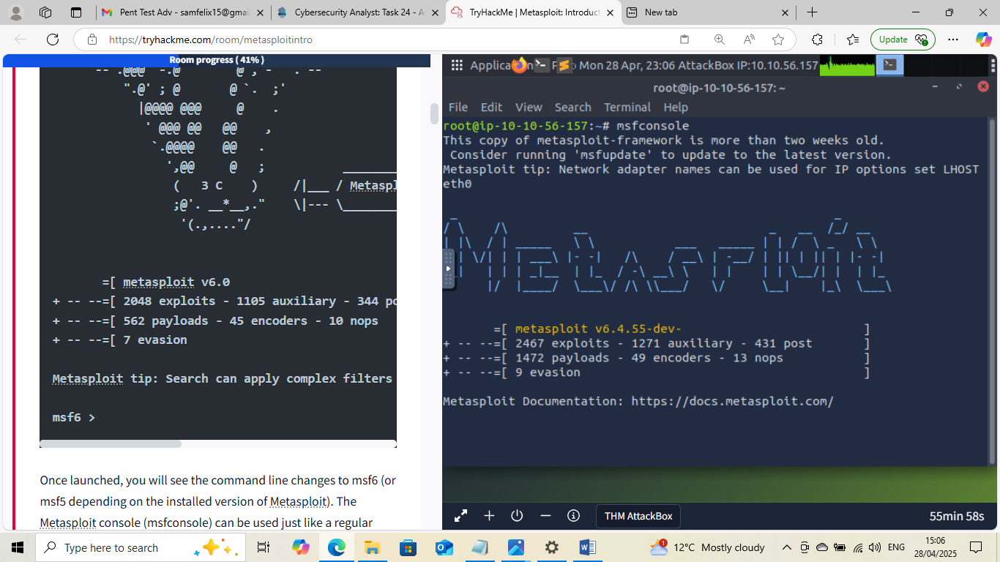 Pent Test Adv - samfelix15@gmai
Cybersecurity Analyst: Task 24 - A
TryHackMe | Metasploit: Introduct
New tab
https://tryhackme.com/room/metasploitintro
Update
Room progress ( 41% )
( 3 C ) /|___ / Metaspl
=[ metasploit v6.0
+ -- --=[ 2048 exploits - 1105 auxiliary - 344 po
+ -- --=[ 562 payloads - 45 encoders - 10 nops
+ -- --=[ 7 evasion
Metasploit tip: Search can apply complex filters
msf6 >
Once launched, you will see the command line changes to msf6 (or
msf5 depending on the installed version of Metasploit). The
Metasploit console (msfconsole) can be used just like a regular
Mon 28 Apr, 23:06 AttackBox IP:10.10.56.157
root@ip-10-10-56-157: ~
File Edit View Search Terminal Help
root@ip-10-10-56-157:~# msfconsole
This copy of metasploit-framework is more than two weeks old.
Consider running 'msfupdate' to update to the latest version.
Metasploit tip: Network adapter names can be used for IP options set LHOST
eth0
Metasploit
=[ metasploit v6.4.55-dev- ]
+ -- --=[ 2467 exploits - 1271 auxiliary - 431 post ]
+ -- --=[ 1472 payloads - 49 encoders - 13 nops ]
+ -- --=[ 9 evasion ]
Metasploit Documentation: https://docs.metasploit.com/
THM AttackBox
55min 58s
Type here to search
1
12°C Mostly cloudy
ENG
15:06
28/04/2025